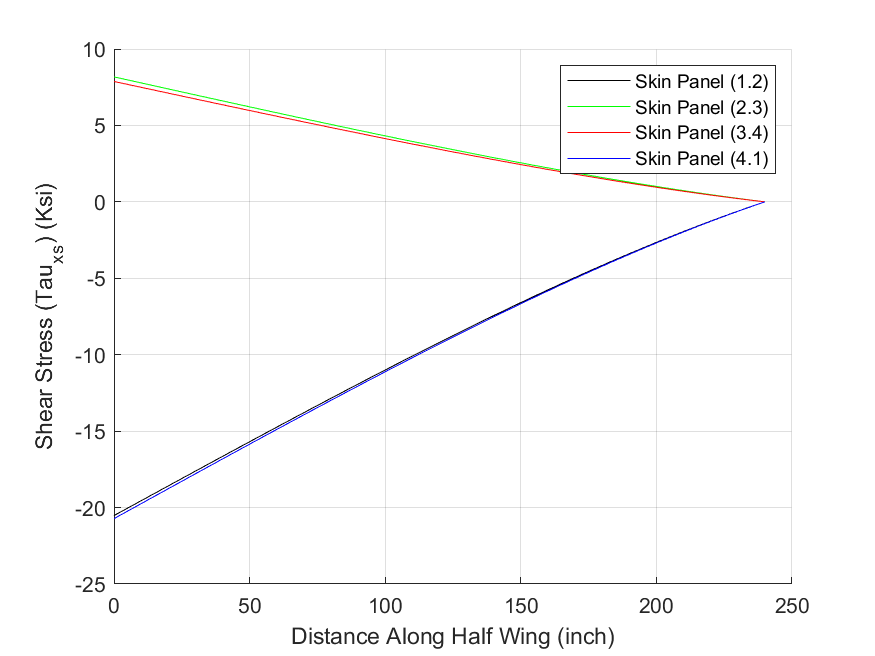 10
5
0
-5
-10
-15
-20
-25
0 50 100 150 200 250
Shear Stress (Tau_xs) (Ksi)
Distance Along Half Wing (inch)
Skin Panel (1.2)
Skin Panel (2.3)
Skin Panel (3.4)
Skin Panel (4.1)